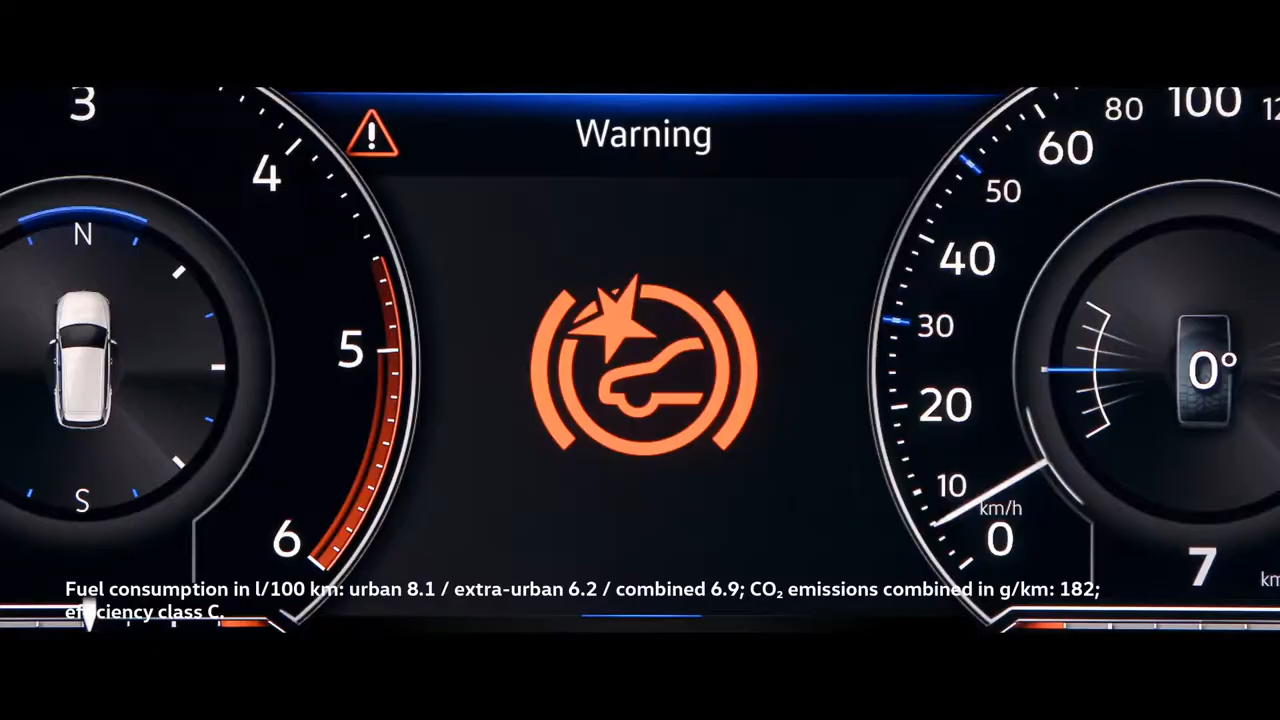 Warning
3
4
5
6
N
S
80
100
60
50
40
30
20
10
km/h
0
0°
7
Fuel consumption in l/100 km: urban 8.1 / extra-urban 6.2 / combined 6.9; CO₂ emissions combined in g/km: 182;
efficiency class C.